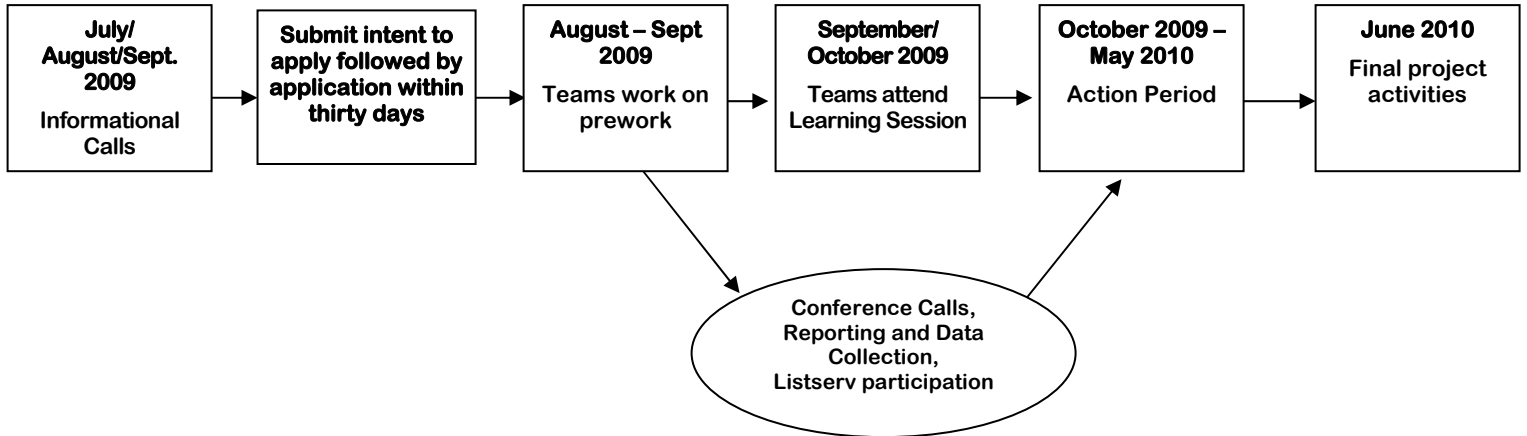 July/
August/Sept.
2009
Informational
Calls
Submit intent to
apply followed by
application within
thirty days
August – Sept
2009
Teams work on
prework
September/
October 2009
Teams attend
Learning Session
October 2009 –
May 2010
Action Period
June 2010
Final project
activities
Conference Calls,
Reporting and Data
Collection,
Listserv participation